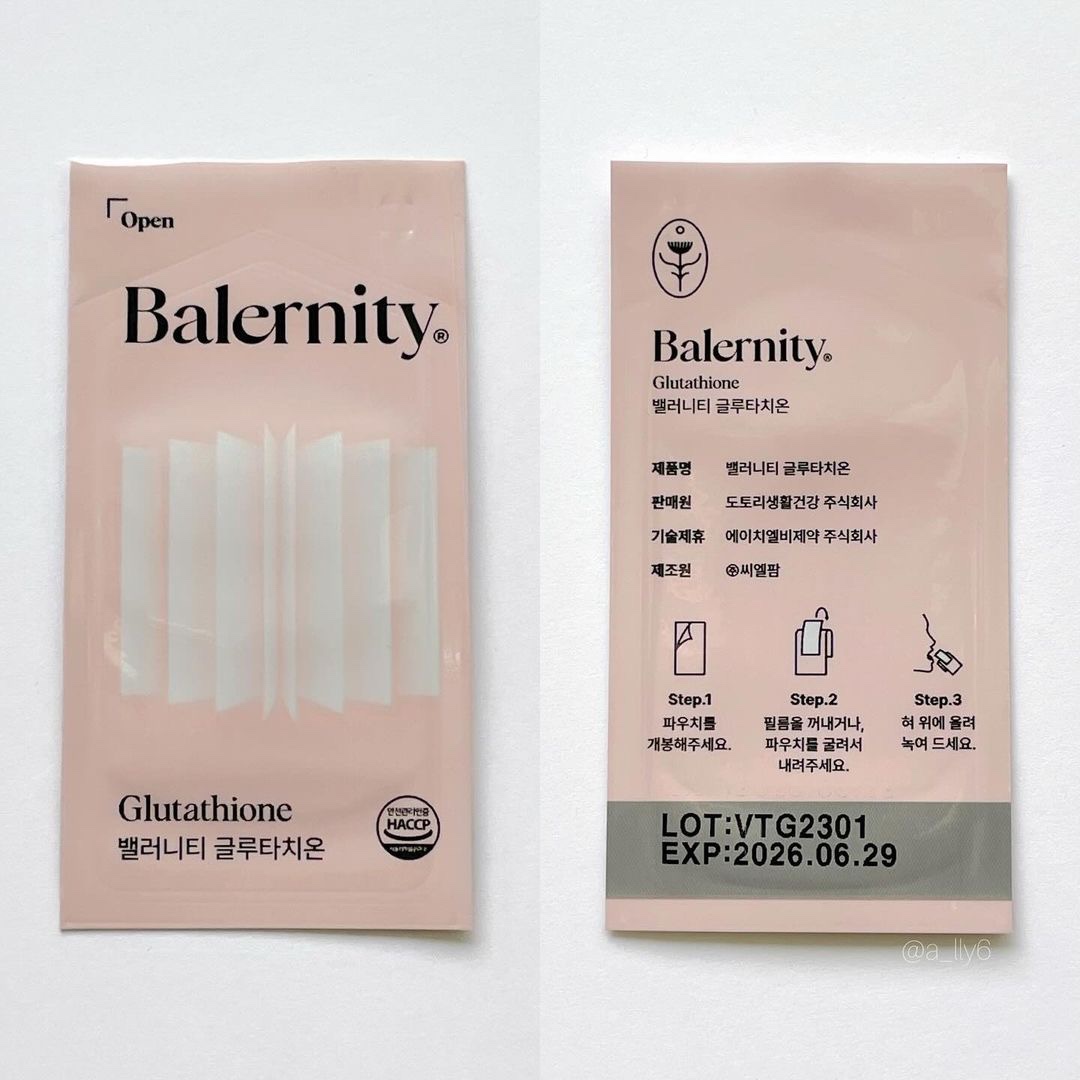 Open
Balernity®
Glutathione
밸러니티 글루타치온
안전관리인증
HACCP
Balernity®
Glutathione
밸러니티 글루타치온
제품명 밸러니티 글루타치온
판매원 도토리생활건강 주식회사
기술제휴 에이치엘비제약 주식회사
제조원 ㈜씨엘팜
Step.1
파우치를
개봉해주세요.
Step.2
필름을 꺼내거나,
파우치를 굴려서
내려주세요.
Step.3
혀 위에 올려
녹여 드세요.
LOT:VTG2301
EXP:2026.06.29
@a_lly6